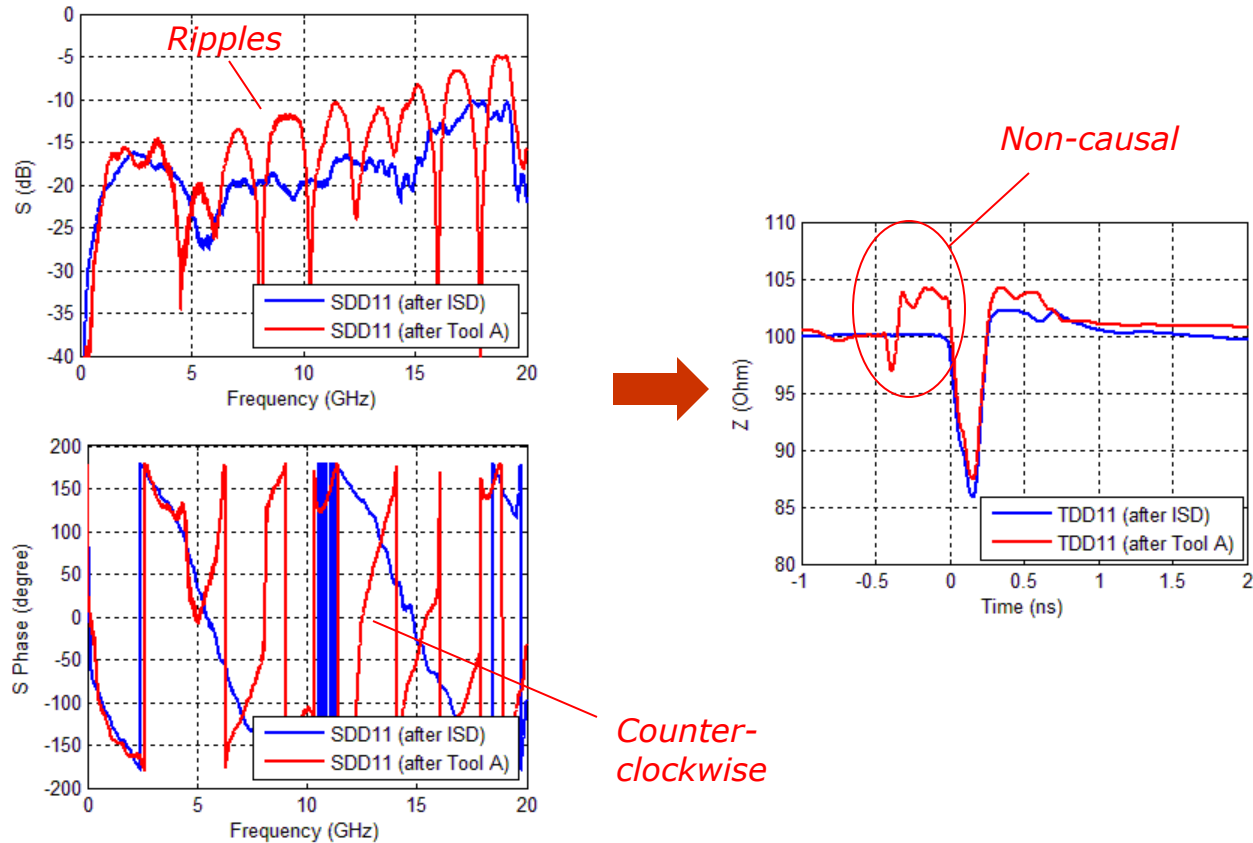 0
-5
-10
-15
-20
-25
-30
-35
-40
S (dB)
Ripples
SDD11 (after ISD)
SDD11 (after Tool A)
0 5 10 15 20
Frequency (GHz)
200
150
100
50
0
-50
-100
-150
-200
S Phase (degree)
SDD11 (after ISD)
SDD11 (after Tool A)
0 5 10 15 20
Frequency (GHz)
Counter-
clockwise
Non-causal
110
105
100
95
90
85
80
Z (Ohm)
TDD11 (after ISD)
TDD11 (after Tool A)
-1 -0.5 0 0.5 1 1.5 2
Time (ns)